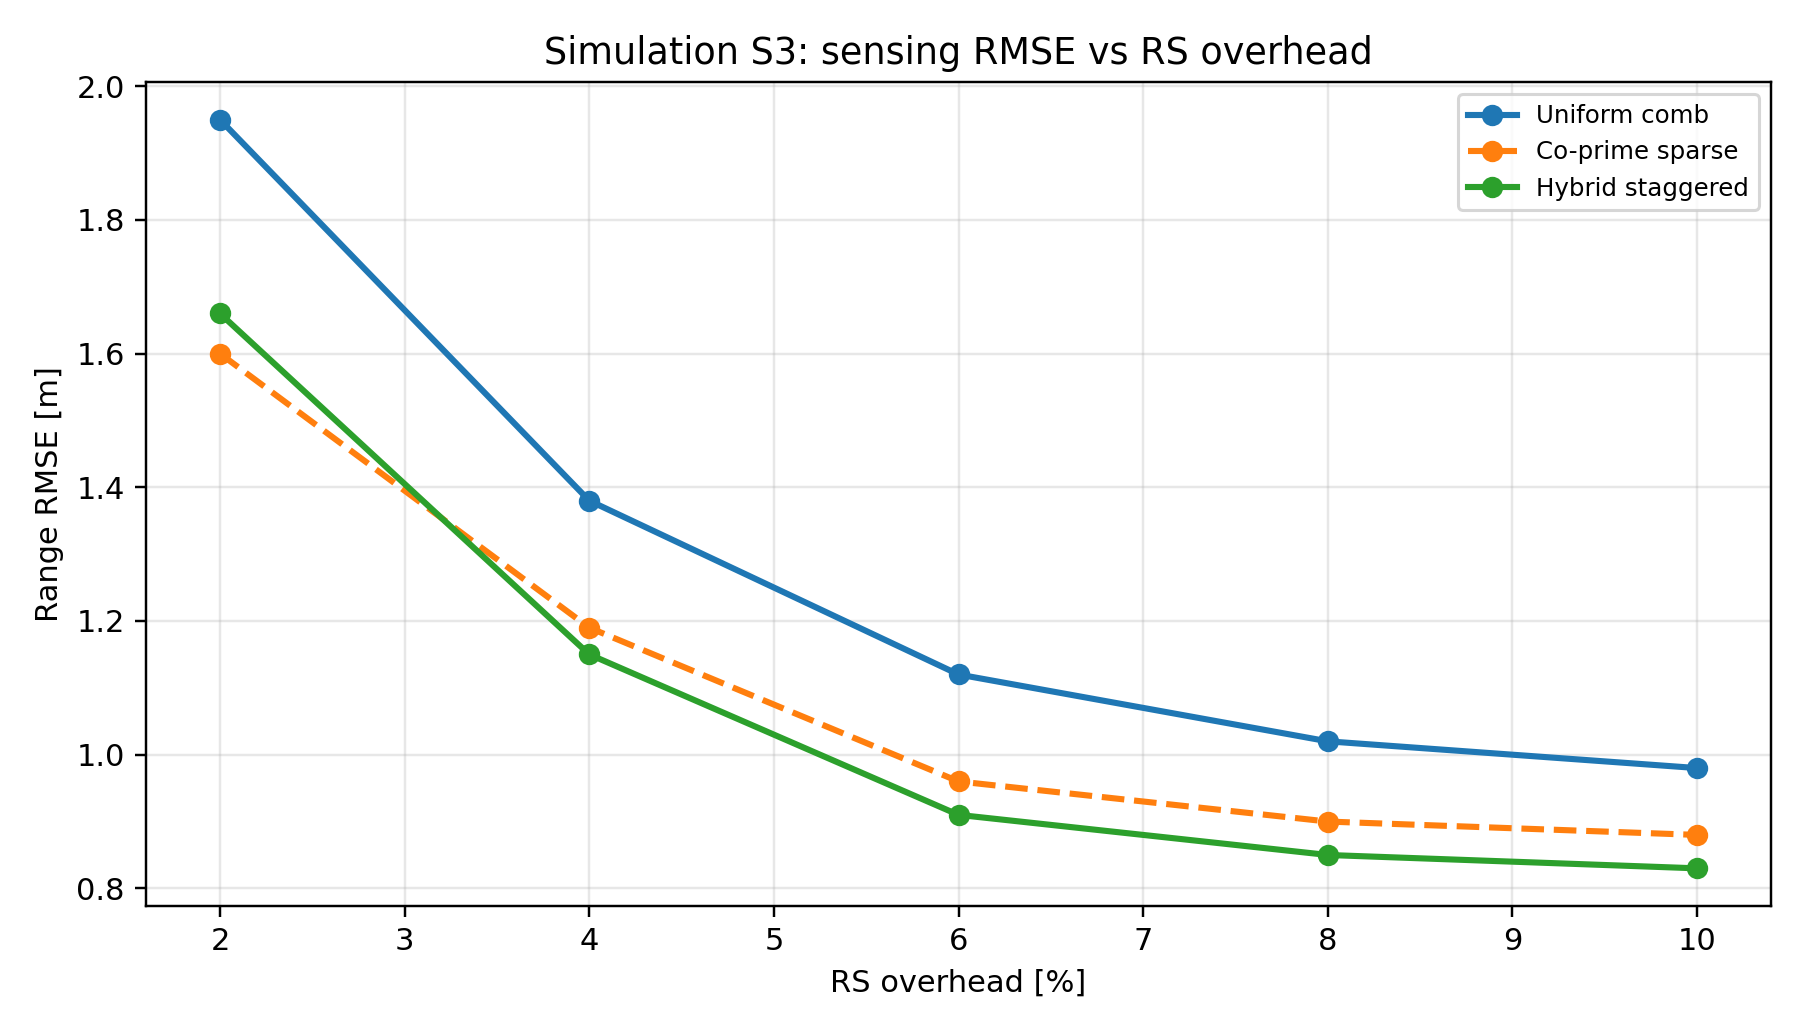 Simulation S3: sensing RMSE vs RS overhead
Uniform comb
Co-prime sparse
Hybrid staggered
Range RMSE [m]
2.0
1.8
1.6
1.4
1.2
1.0
0.8
2 3 4 5 6 7 8 9 10
RS overhead [%]